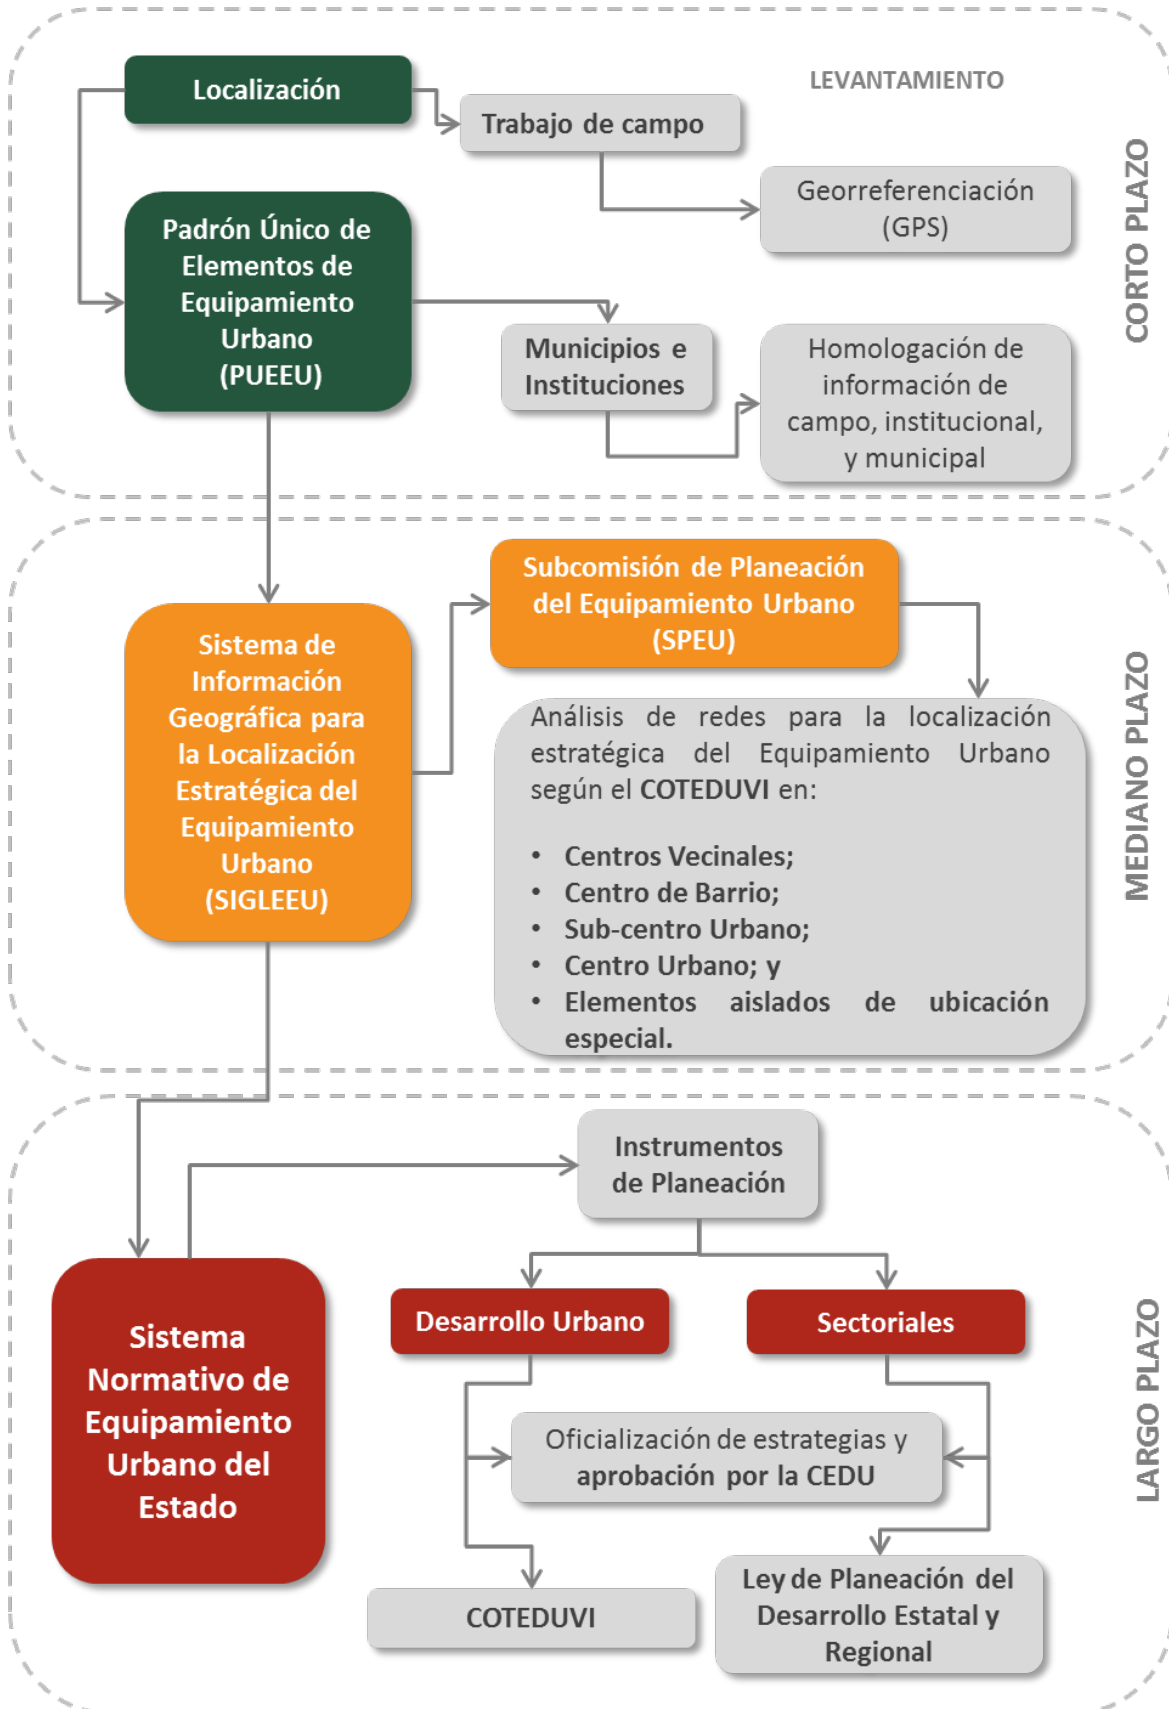 LEVANTAMIENTO
CORTO PLAZO
Localización
Trabajo de campo
Georreferenciación
(GPS)
Padrón Único de
Elementos de
Equipamiento
Urbano
(PUEEU)
Municipios e
Instituciones
Homologación de
información de
campo, institucional,
y municipal
MEDIANO PLAZO
Subcomisión de Planeación
del Equipamiento Urbano
(SPEU)
Sistema de
Información
Geográfica para
la Localización
Estratégica del
Equipamiento
Urbano
(SIGLEEU)
Análisis de redes para la localización
estratégica del Equipamiento Urbano
según el COTEDUVI en:
• Centros Vecinales;
• Centro de Barrio;
• Sub-centro Urbano;
• Centro Urbano; y
• Elementos aislados de ubicación
especial.
LARGO PLAZO
Instrumentos
de Planeación
Sistema
Normativo de
Equipamiento
Urbano del
Estado
Desarrollo Urbano
Sectoriales
Oficialización de estrategias y
aprobación por la CEDU
COTEDUVI
Ley de Planeación del
Desarrollo Estatal y
Regional